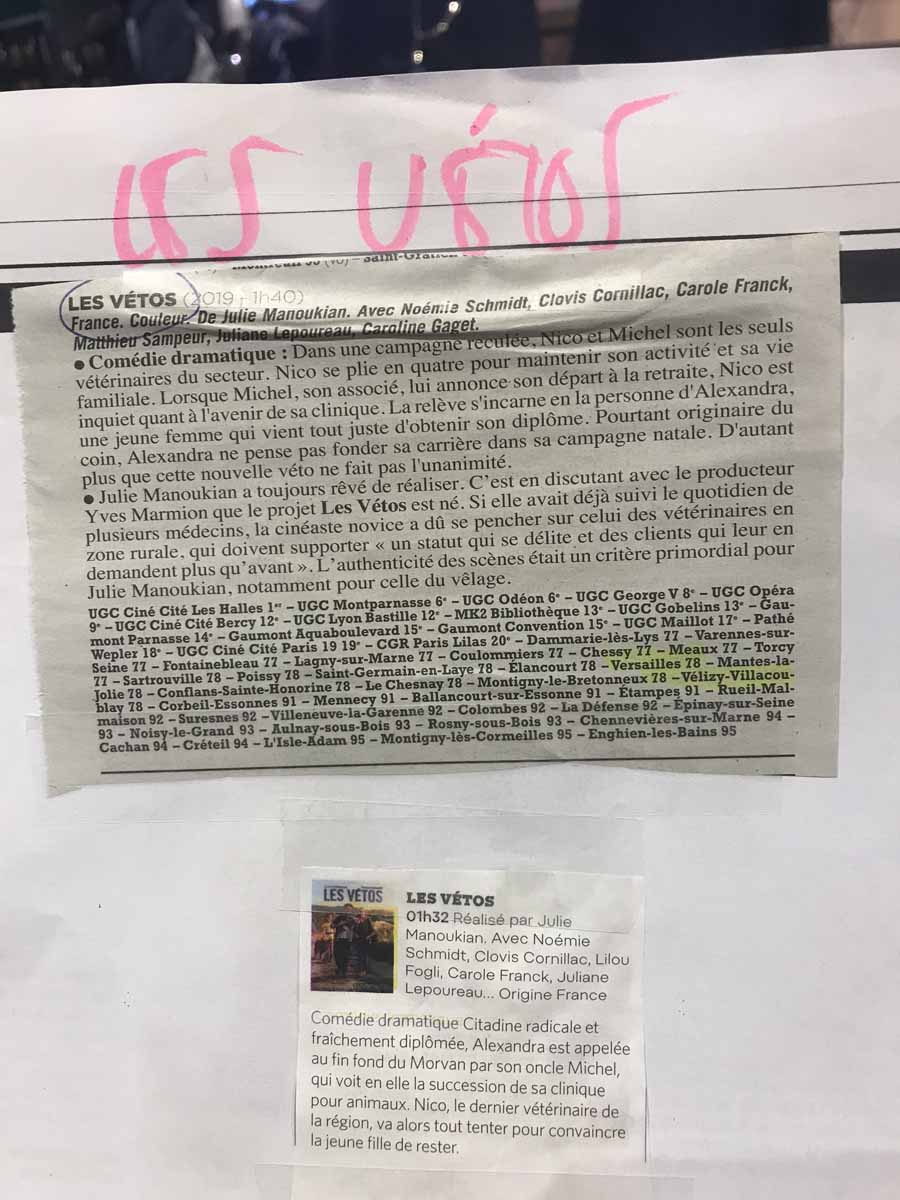 LES VÉTOS
LES VÉTOS (2019 - 1h40)
France. Couleur. De Julie Manoukian. Avec Noémie Schmidt, Clovis Cornillac, Carole Franck,
Matthieu Sampeur, Juliane Lepoureau, Caroline Gaget.
● Comédie dramatique : Dans une campagne reculée, Nico et Michel sont les seuls
vétérinaires du secteur. Nico se plie en quatre pour maintenir son activité et sa vie
familiale. Lorsque Michel, son associé, lui annonce son départ à la retraite, Nico est
inquiet quant à l'avenir de sa clinique. La relève s'incarne en la personne d'Alexandra,
une jeune femme qui vient tout juste d'obtenir son diplôme. Pourtant originaire du
coin, Alexandra ne pense pas fonder sa carrière dans sa campagne natale. D'autant
plus que cette nouvelle véto ne fait pas l'unanimité.
● Julie Manoukian a toujours rêvé de réaliser. C'est en discutant avec le producteur
Yves Marmion que le projet Les Vétos est né. Si elle avait déjà suivi le quotidien de
plusieurs médecins, la cinéaste novice a dû se pencher sur celui des vétérinaires en
zone rurale, qui doivent supporter « un statut qui se délite et des clients qui leur en
demandent plus qu'avant ». L'authenticité des scènes était un critère primordial pour
Julie Manoukian, notamment pour celle du vêlage.
UGC Ciné Cité Les Halles 1er – UGC Montparnasse 6e – UGC Odéon 6e – UGC George V 8e – UGC Opéra
9e – UGC Ciné Cité Bercy 12e – UGC Lyon Bastille 12e – MK2 Bibliothèque 13e – UGC Gobelins 13e – Gau-
mont Parnasse 14e – Gaumont Aquaboulevard 15e – Gaumont Convention 15e – UGC Maillot 17e – Pathé
Wepler 18e – UGC Ciné Cité Paris 19 19e – CGR Paris Lilas 20e – Dammarie-lès-Lys 77 – Varennes-sur-
Seine 77 – Fontainebleau 77 – Lagny-sur-Marne 77 – Coulommiers 77 – Chessy 77 – Meaux 77 – Torcy
77 – Sartrouville 78 – Poissy 78 – Saint-Germain-en-Laye 78 – Élancourt 78 – Versailles 78 – Mantes-la-
Jolie 78 – Conflans-Sainte-Honorine 78 – Le Chesnay 78 – Montigny-le-Bretonneux 78 – Vélizy-Villacou-
blay 78 – Corbeil-Essonnes 91 – Mennecy 91 – Ballancourt-sur-Essonne 91 – Étampes 91 – Rueil-Mal-
maison 92 – Suresnes 92 – Villeneuve-la-Garenne 92 – Colombes 92 – La Défense 92 – Épinay-sur-Seine
93 – Noisy-le-Grand 93 – Aulnay-sous-Bois 93 – Rosny-sous-Bois 93 – Chennevières-sur-Marne 94 –
Cachan 94 – Créteil 94 – L'Isle-Adam 95 – Montigny-lès-Cormeilles 95 – Enghien-les-Bains 95
LES VÉTOS
LES VÉTOS
01h32 Réalisé par Julie
Manoukian. Avec Noémie
Schmidt, Clovis Cornillac, Lilou
Fogli, Carole Franck, Juliane
Lepoureau... Origine France
Comédie dramatique Citadine radicale et
fraîchement diplômée, Alexandra est appelée
au fin fond du Morvan par son oncle Michel,
qui voit en elle la succession de sa clinique
pour animaux. Nico, le dernier vétérinaire de
la région, va alors tout tenter pour convaincre
la jeune fille de rester.